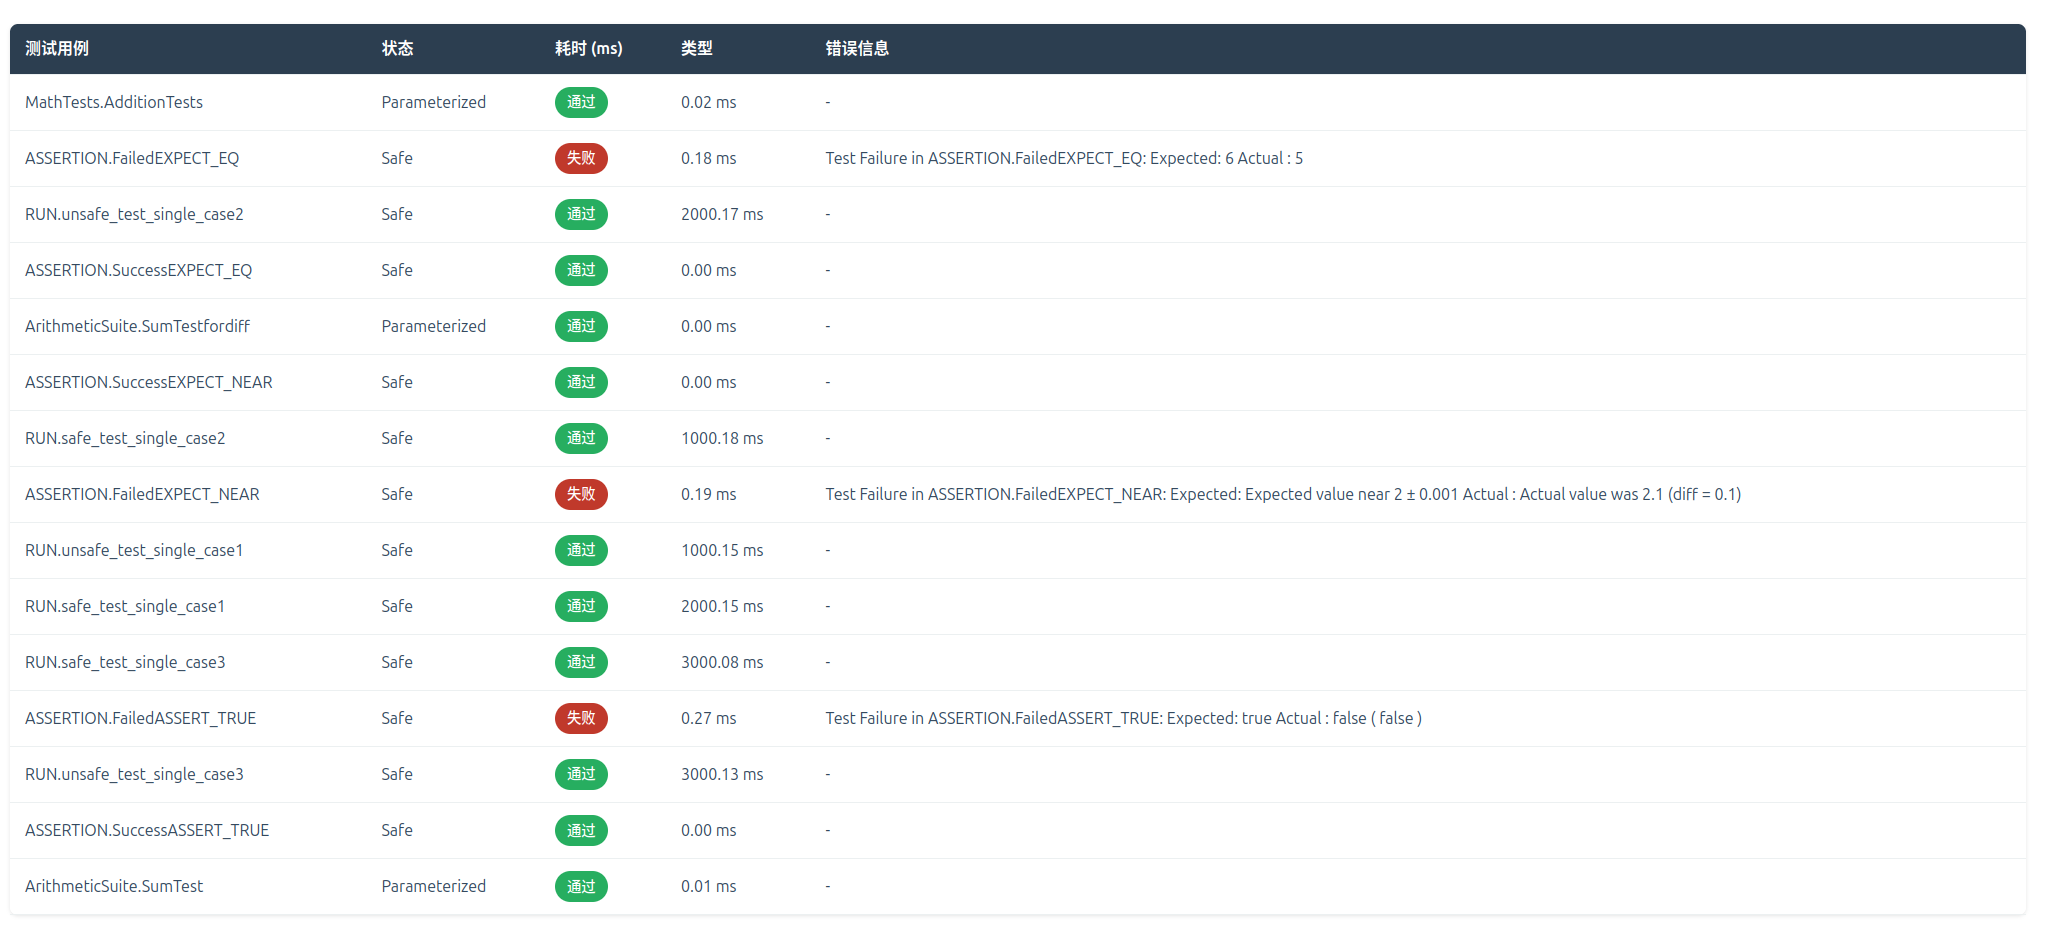 测试用例 状态 耗时 (ms) 类型 错误信息
MathTests.AdditionTests Parameterized 通过 0.02 ms -
ASSERTION.FailedEXPECT_EQ Safe 失败 0.18 ms Test Failure in ASSERTION.FailedEXPECT_EQ: Expected: 6 Actual : 5
RUN.unsafe_test_single_case2 Safe 通过 2000.17 ms -
ASSERTION.SuccessEXPECT_EQ Safe 通过 0.00 ms -
ArithmeticSuite.SumTestfordiff Parameterized 通过 0.00 ms -
ASSERTION.SuccessEXPECT_NEAR Safe 通过 0.00 ms -
RUN.safe_test_single_case2 Safe 通过 1000.18 ms -
ASSERTION.FailedEXPECT_NEAR Safe 失败 0.19 ms Test Failure in ASSERTION.FailedEXPECT_NEAR: Expected: Expected value near 2 ± 0.001 Actual : Actual value was 2.1 (diff = 0.1)
RUN.unsafe_test_single_case1 Safe 通过 1000.15 ms -
RUN.safe_test_single_case1 Safe 通过 2000.15 ms -
RUN.safe_test_single_case3 Safe 通过 3000.08 ms -
ASSERTION.FailedASSERT_TRUE Safe 失败 0.27 ms Test Failure in ASSERTION.FailedASSERT_TRUE: Expected: true Actual : false ( false )
RUN.unsafe_test_single_case3 Safe 通过 3000.13 ms -
ASSERTION.SuccessASSERT_TRUE Safe 通过 0.00 ms -
ArithmeticSuite.SumTest Parameterized 通过 0.01 ms -